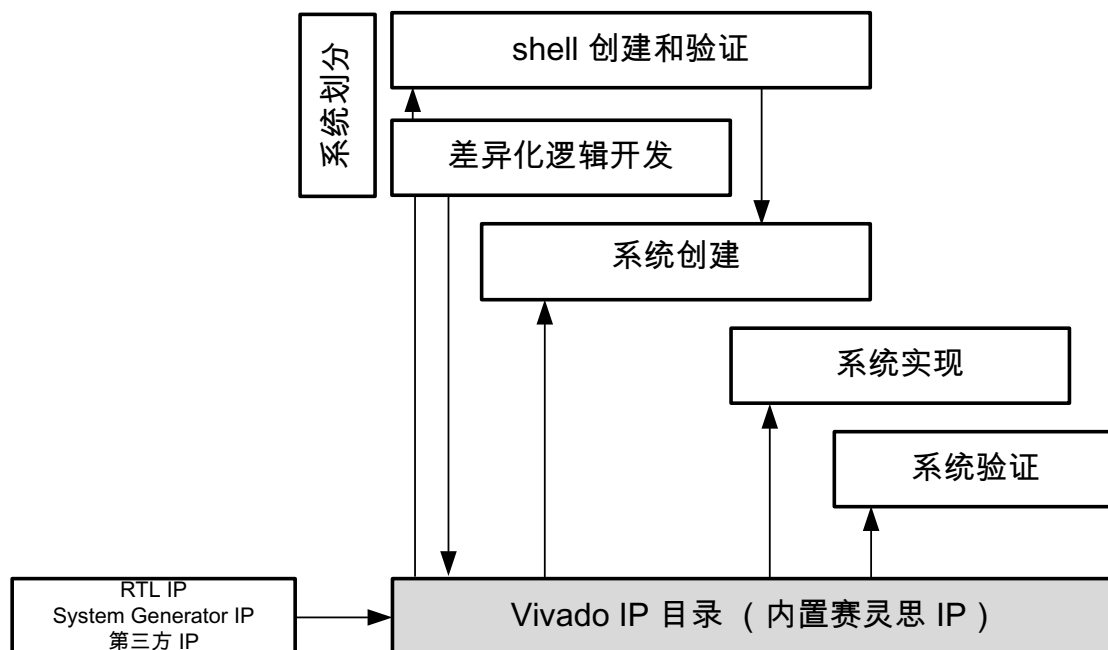 系统划分
shell 创建和验证
差异化逻辑开发
系统创建
系统实现
系统验证
RTL IP
System Generator IP
第三方 IP
Vivado IP 目录 （内置赛灵思 IP）